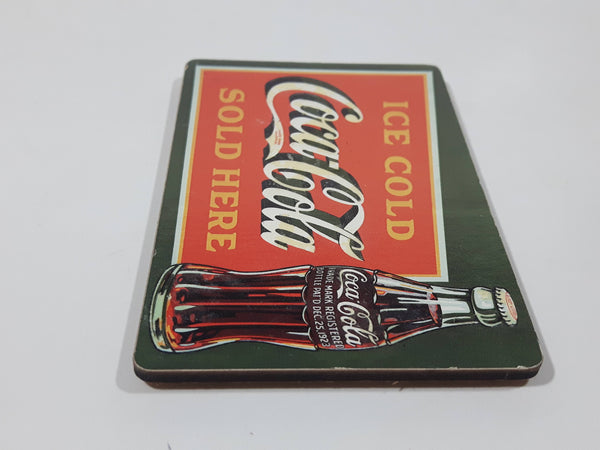 ICE COLD
Coca-Cola
SOLD HERE
Coca-Cola
TRADE MARK REGISTERED
BOTTLE PAT'D DEC. 25, 1923